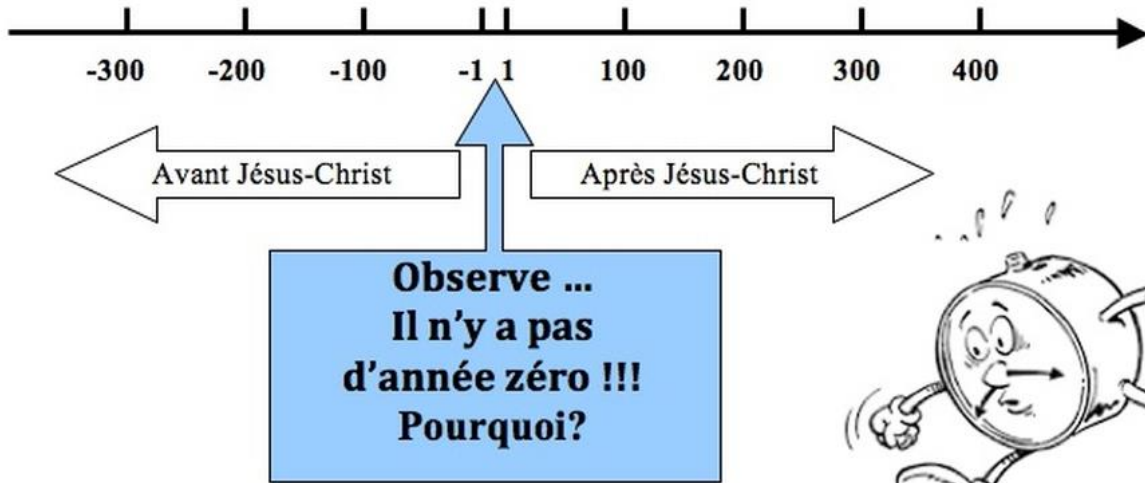 -300 -200 -100 -1 1 100 200 300 400
Avant Jésus-Christ
Après Jésus-Christ
Observe ...
Il n'y a pas
d'année zéro !!!
Pourquoi?